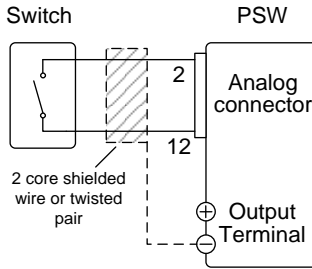 Switch
PSW
2
Analog
connector
12
2 core shielded
wire or twisted
pair
Output
Terminal